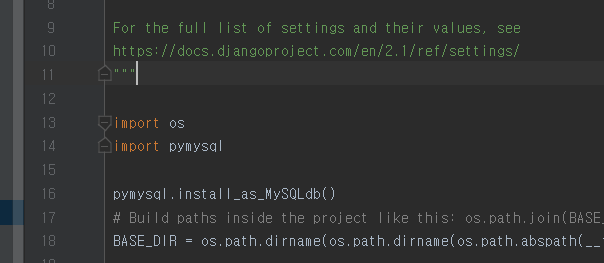 8
9 For the full list of settings and their values, see
10 https://docs.djangoproject.com/en/2.1/ref/settings/
11 """
12
13 import os
14 import pymysql
15
16 pymysql.install_as_MySQLdb()
17 # Build paths inside the project like this: os.path.join(BASE_
18 BASE_DIR = os.path.dirname(os.path.dirname(os.path.abspath(__